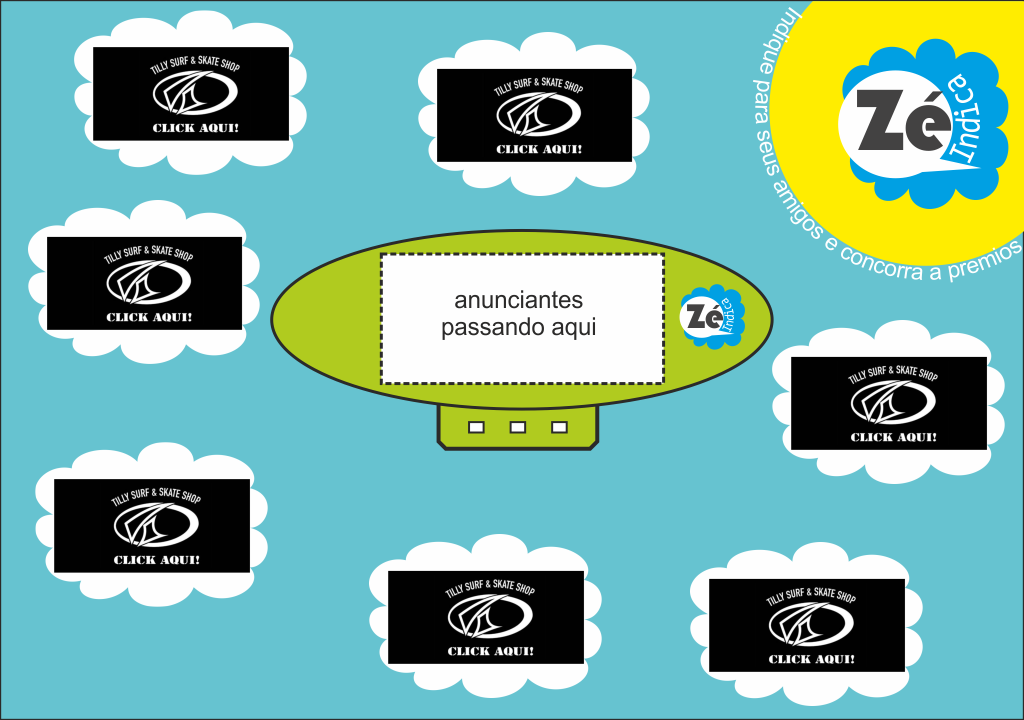 TILLY SURF & SKATE SHOP
CLICK AQUI!
TILLY SURF & SKATE SHOP
CLICK AQUI!
Indique para seus amigos e concorra a premios
Zé
Indica
TILLY SURF & SKATE SHOP
CLICK AQUI!
anunciantes
passando aqui
Zé
Indica
TILLY SURF & SKATE SHOP
CLICK AQUI!
TILLY SURF & SKATE SHOP
CLICK AQUI!
TILLY SURF & SKATE SHOP
CLICK AQUI!
TILLY SURF & SKATE SHOP
CLICK AQUI!